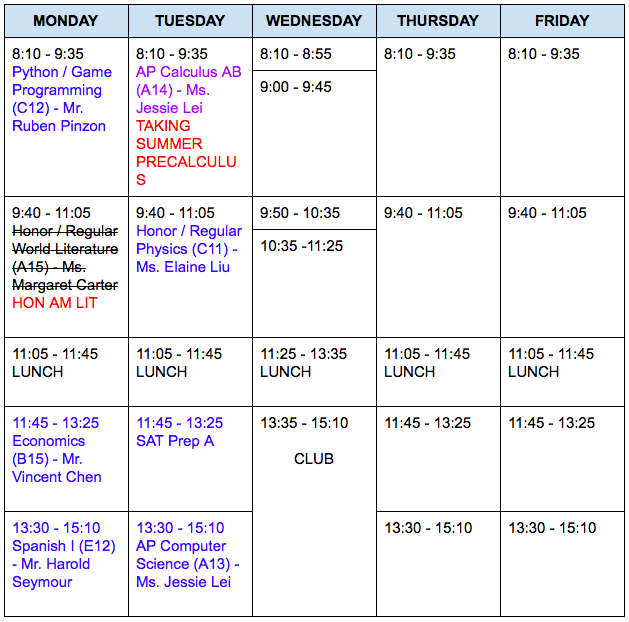 MONDAY TUESDAY WEDNESDAY THURSDAY FRIDAY
8:10 - 9:35
Python / Game
Programming
(C12) - Mr.
Ruben Pinzon
8:10 - 9:35
AP Calculus AB
(A14) - Ms.
Jessie Lei
TAKING
SUMMER
PRECALCULU
S
8:10 - 8:55
9:00 - 9:45
8:10 - 9:35
8:10 - 9:35
9:40 - 11:05
Honor / Regular
World Literature
(A15) - Ms.
Margaret Carter
HON AM LIT
9:40 - 11:05
Honor / Regular
Physics (C11) -
Ms. Elaine Liu
9:50 - 10:35
10:35 -11:25
9:40 - 11:05
9:40 - 11:05
11:05 - 11:45
LUNCH
11:05 - 11:45
LUNCH
11:25 - 13:35
LUNCH
11:05 - 11:45
LUNCH
11:05 - 11:45
LUNCH
11:45 - 13:25
Economics
(B15) - Mr.
Vincent Chen
11:45 - 13:25
SAT Prep A
13:35 - 15:10
CLUB
11:45 - 13:25
11:45 - 13:25
13:30 - 15:10
Spanish I (E12)
- Mr. Harold
Seymour
13:30 - 15:10
AP Computer
Science (A13) -
Ms. Jessie Lei
13:30 - 15:10
13:30 - 15:10